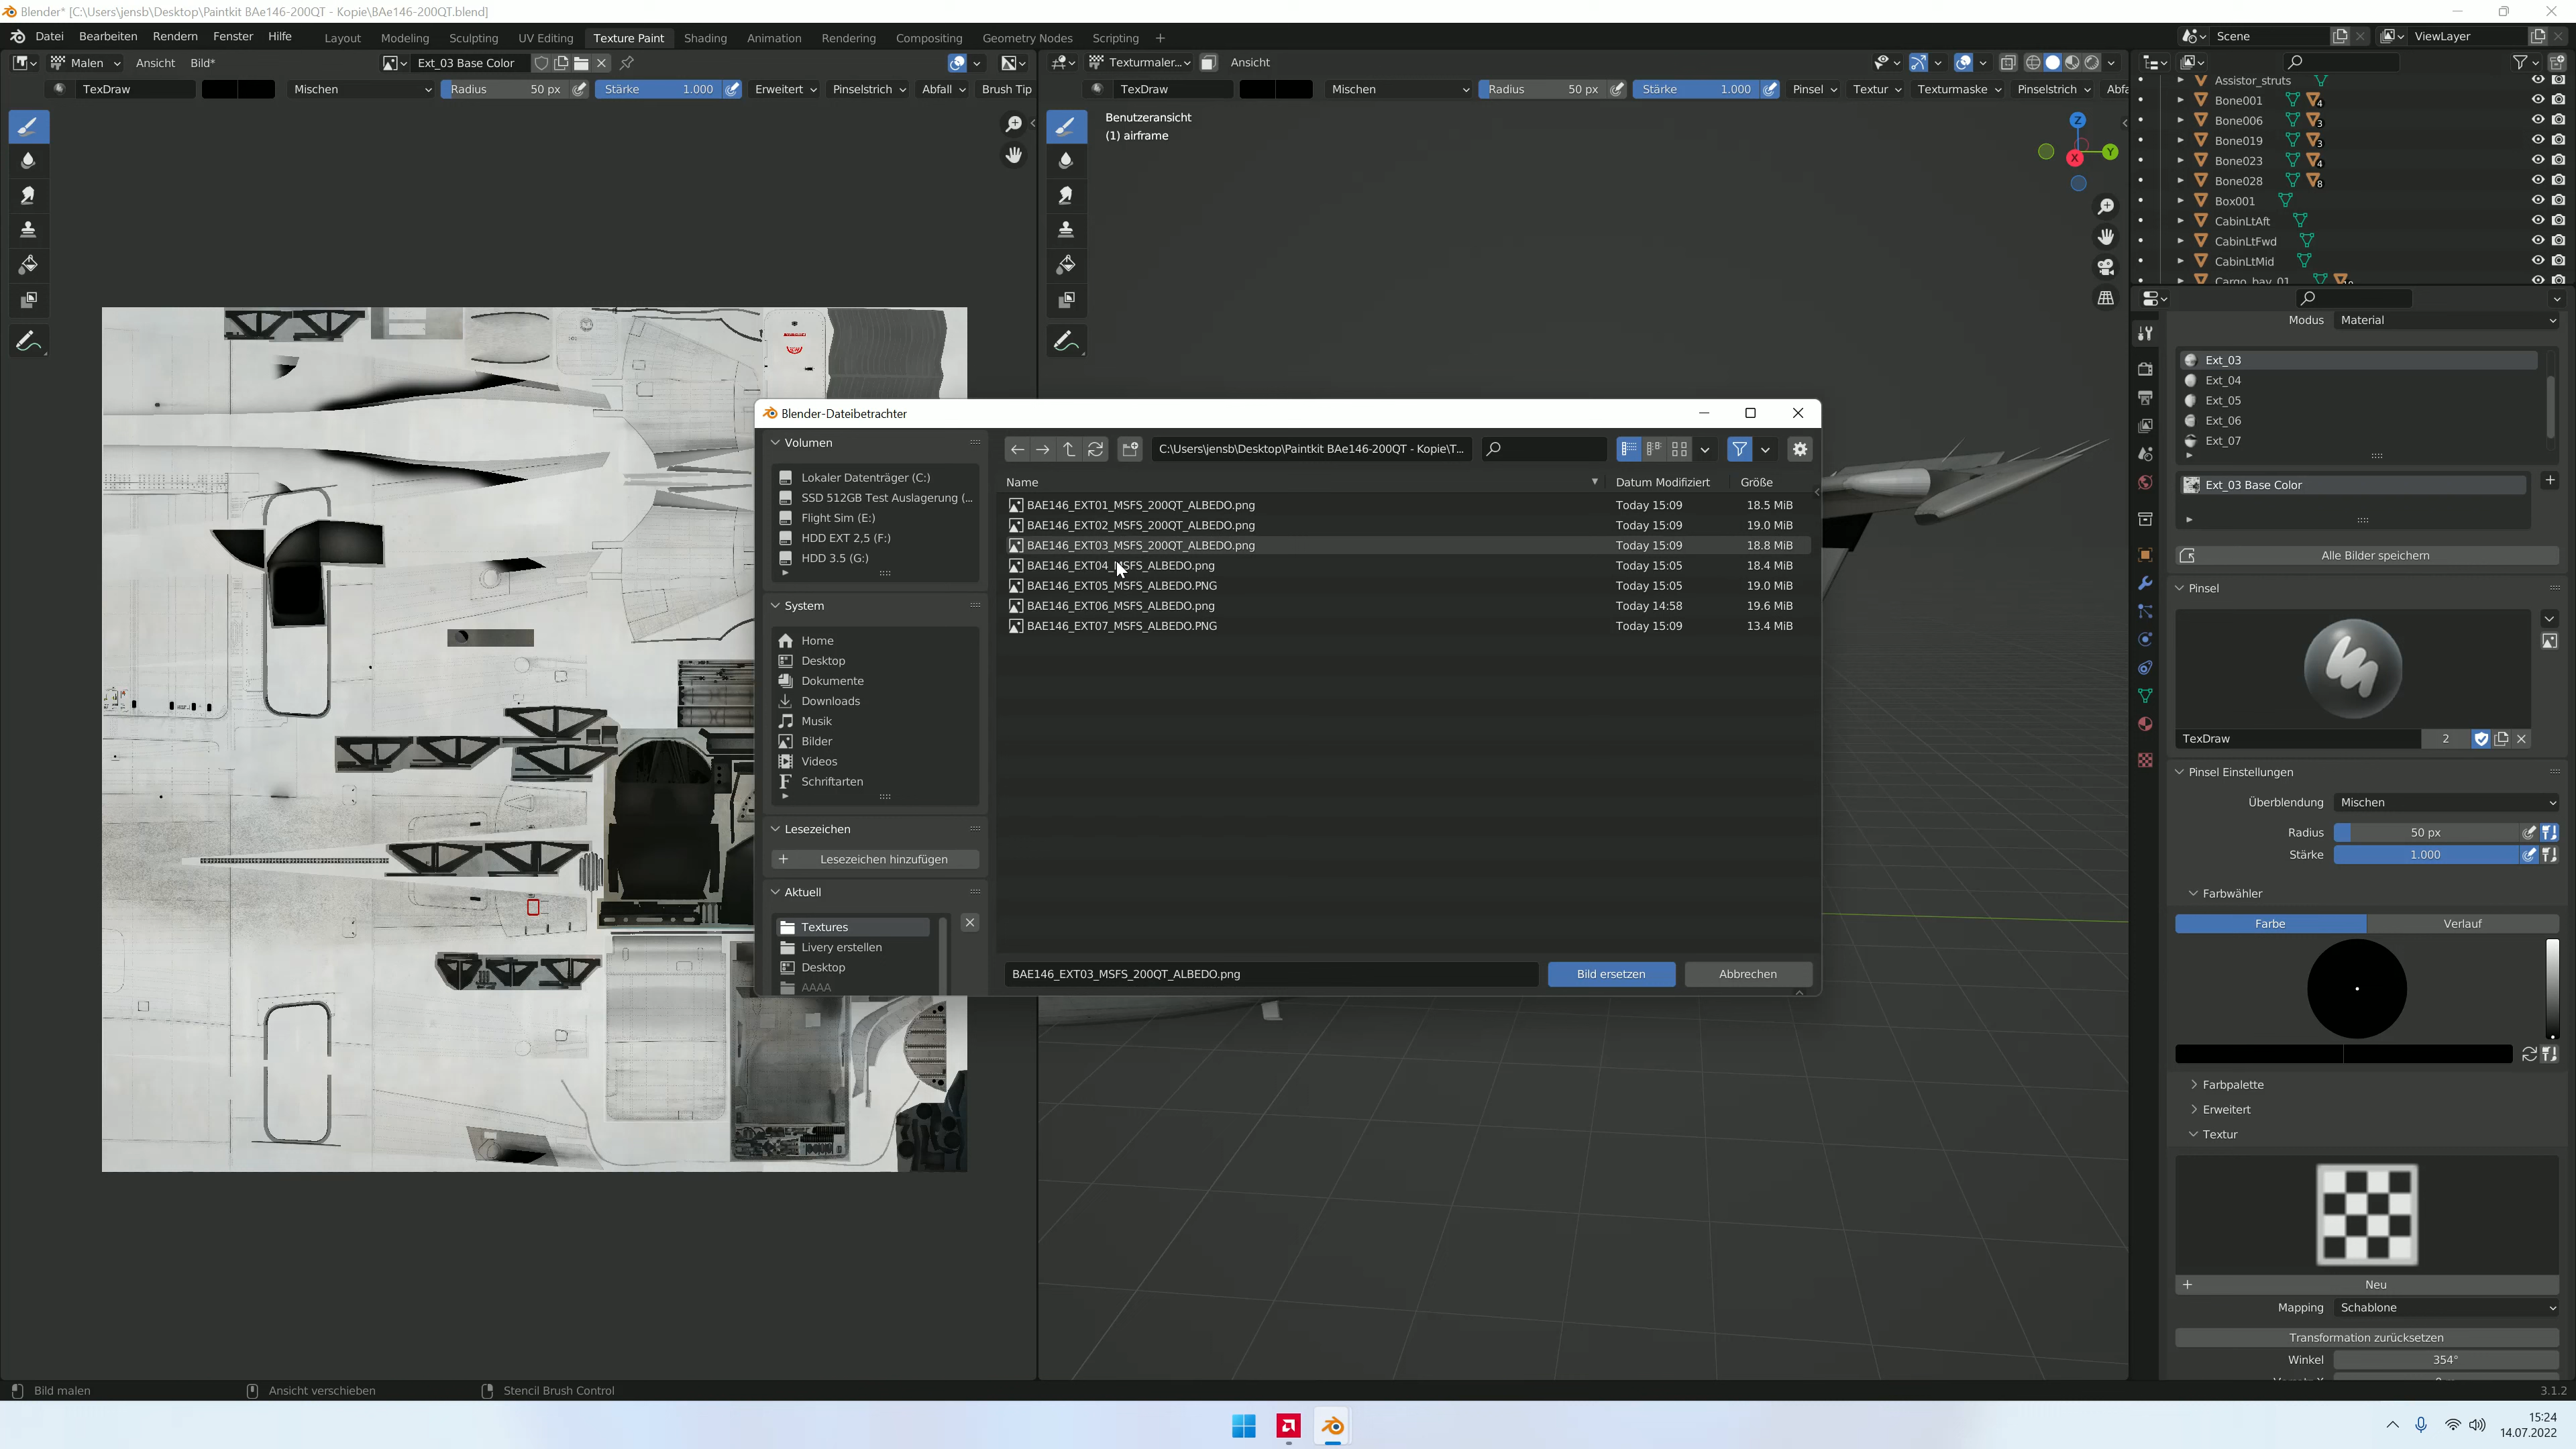 Blender* [C:\Users\jensb\Desktop\Paintkit BAe146-200QT - Kopie\BAe146-200QT.blend]
Datei Bearbeiten Rendern Fenster Hilfe Layout Modeling Sculpting UV Editing Texture Paint Shading Animation Rendering Compositing Geometry Nodes Scripting + Scene ViewLayer
Malen Ansicht Bild* Ext_03 Base Color Texturmaler... Ansicht
TexDraw Mischen Radius 50 px Stärke 1.000 Erweitert Pinselstrich Abfall Brush Tip TexDraw Mischen Radius 50 px Stärke 1.000 Pinsel Textur Texturmaske Pinselstrich Abfa
Benutzeransicht
(1) airframe
Z
Y
X
Assistor_struts
Bone001 4
Bone006 3
Bone019 3
Bone023 4
Bone028 8
Box001
CabinLtAft
CabinLtFwd
CabinLtMid
Cargo_bay_01
Modus Material
Ext_03
Ext_04
Ext_05
Ext_06
Ext_07
Ext_03 Base Color
Alle Bilder speichern
Pinsel
TexDraw 2
Pinsel Einstellungen
Überblendung Mischen
Radius 50 px
Stärke 1.000
Farbwähler
Farbe Verlauf
Farbpalette
Erweitert
Textur
Neu
Mapping Schablone
Transformation zurücksetzen
Winkel 354°
Blender-Dateibetrachter
Volumen
Lokaler Datenträger (C:)
SSD 512GB Test Auslagerung (...
Flight Sim (E:)
HDD EXT 2,5 (F:)
HDD 3.5 (G:)
System
Home
Desktop
Dokumente
Downloads
Musik
Bilder
Videos
Schriftarten
Lesezeichen
Lesezeichen hinzufügen
Aktuell
Textures
Livery erstellen
Desktop
AAAA
C:\Users\jensb\Desktop\Paintkit BAe146-200QT - Kopie\T...
Name Datum Modifiziert Größe
BAE146_EXT01_MSFS_200QT_ALBEDO.png Today 15:09 18.5 MiB
BAE146_EXT02_MSFS_200QT_ALBEDO.png Today 15:09 19.0 MiB
BAE146_EXT03_MSFS_200QT_ALBEDO.png Today 15:09 18.8 MiB
BAE146_EXT04_MSFS_ALBEDO.png Today 15:05 18.4 MiB
BAE146_EXT05_MSFS_ALBEDO.PNG Today 15:05 19.0 MiB
BAE146_EXT06_MSFS_ALBEDO.png Today 14:58 19.6 MiB
BAE146_EXT07_MSFS_ALBEDO.PNG Today 15:09 13.4 MiB
BAE146_EXT03_MSFS_200QT_ALBEDO.png Bild ersetzen Abbrechen
Bild malen Ansicht verschieben Stencil Brush Control 3.1.2
15:24
14.07.2022